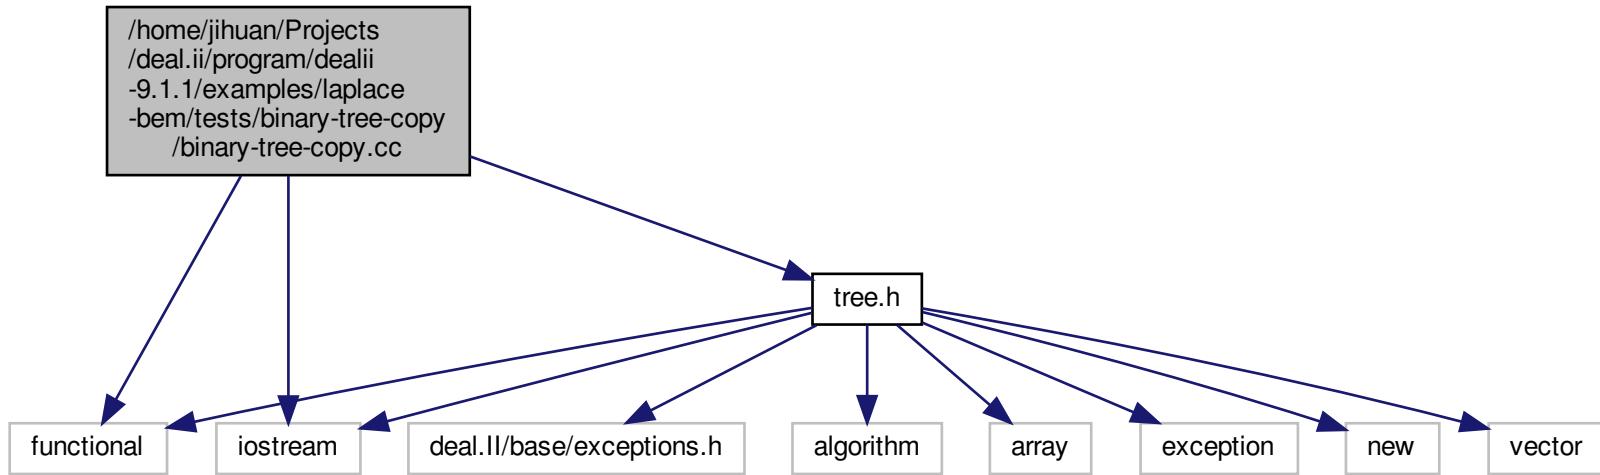 /home/jihuan/Projects
/deal.ii/program/dealii
-9.1.1/examples/laplace
-bem/tests/binary-tree-copy
/binary-tree-copy.cc
tree.h
functional
iostream
deal.II/base/exceptions.h
algorithm
array
exception
new
vector